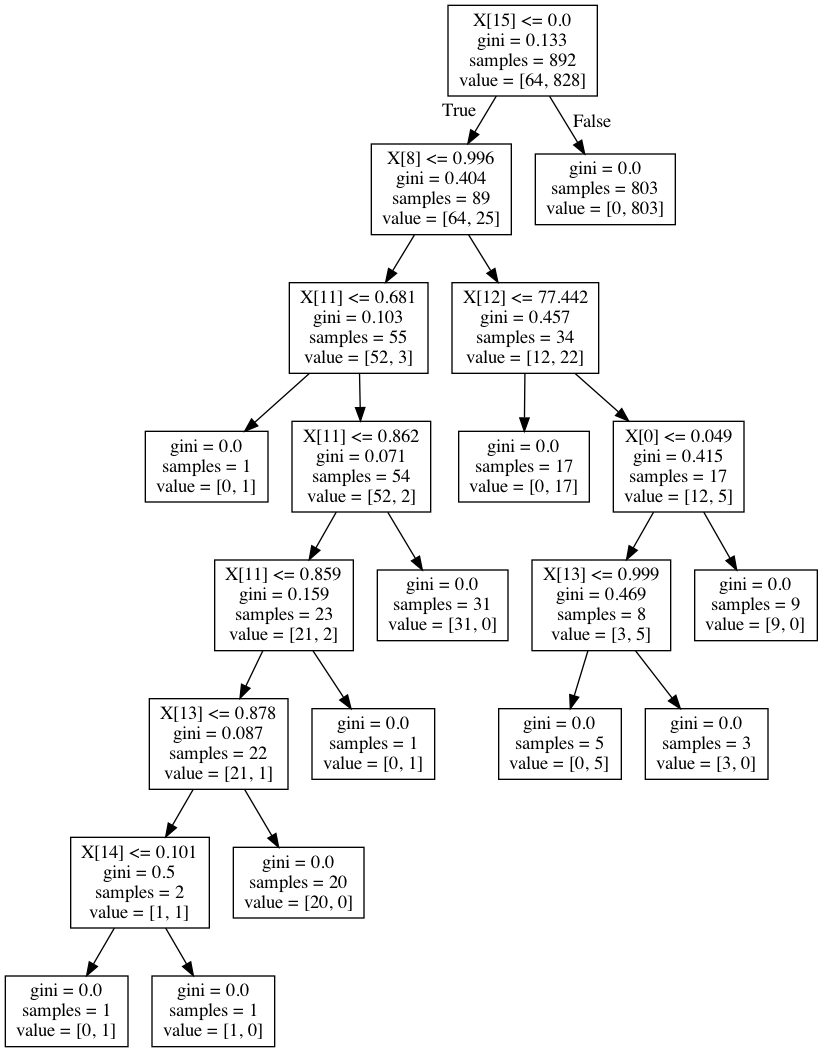 X[15] <= 0.0
gini = 0.133
samples = 892
value = [64, 828]
True
False
X[8] <= 0.996
gini = 0.404
samples = 89
value = [64, 25]
gini = 0.0
samples = 803
value = [0, 803]
X[11] <= 0.681
gini = 0.103
samples = 55
value = [52, 3]
X[12] <= 77.442
gini = 0.457
samples = 34
value = [12, 22]
gini = 0.0
samples = 1
value = [0, 1]
X[11] <= 0.862
gini = 0.071
samples = 54
value = [52, 2]
gini = 0.0
samples = 17
value = [0, 17]
X[0] <= 0.049
gini = 0.415
samples = 17
value = [12, 5]
X[11] <= 0.859
gini = 0.159
samples = 23
value = [21, 2]
gini = 0.0
samples = 31
value = [31, 0]
X[13] <= 0.999
gini = 0.469
samples = 8
value = [3, 5]
gini = 0.0
samples = 9
value = [9, 0]
X[13] <= 0.878
gini = 0.087
samples = 22
value = [21, 1]
gini = 0.0
samples = 1
value = [0, 1]
gini = 0.0
samples = 5
value = [0, 5]
gini = 0.0
samples = 3
value = [3, 0]
X[14] <= 0.101
gini = 0.5
samples = 2
value = [1, 1]
gini = 0.0
samples = 20
value = [20, 0]
gini = 0.0
samples = 1
value = [0, 1]
gini = 0.0
samples = 1
value = [1, 0]